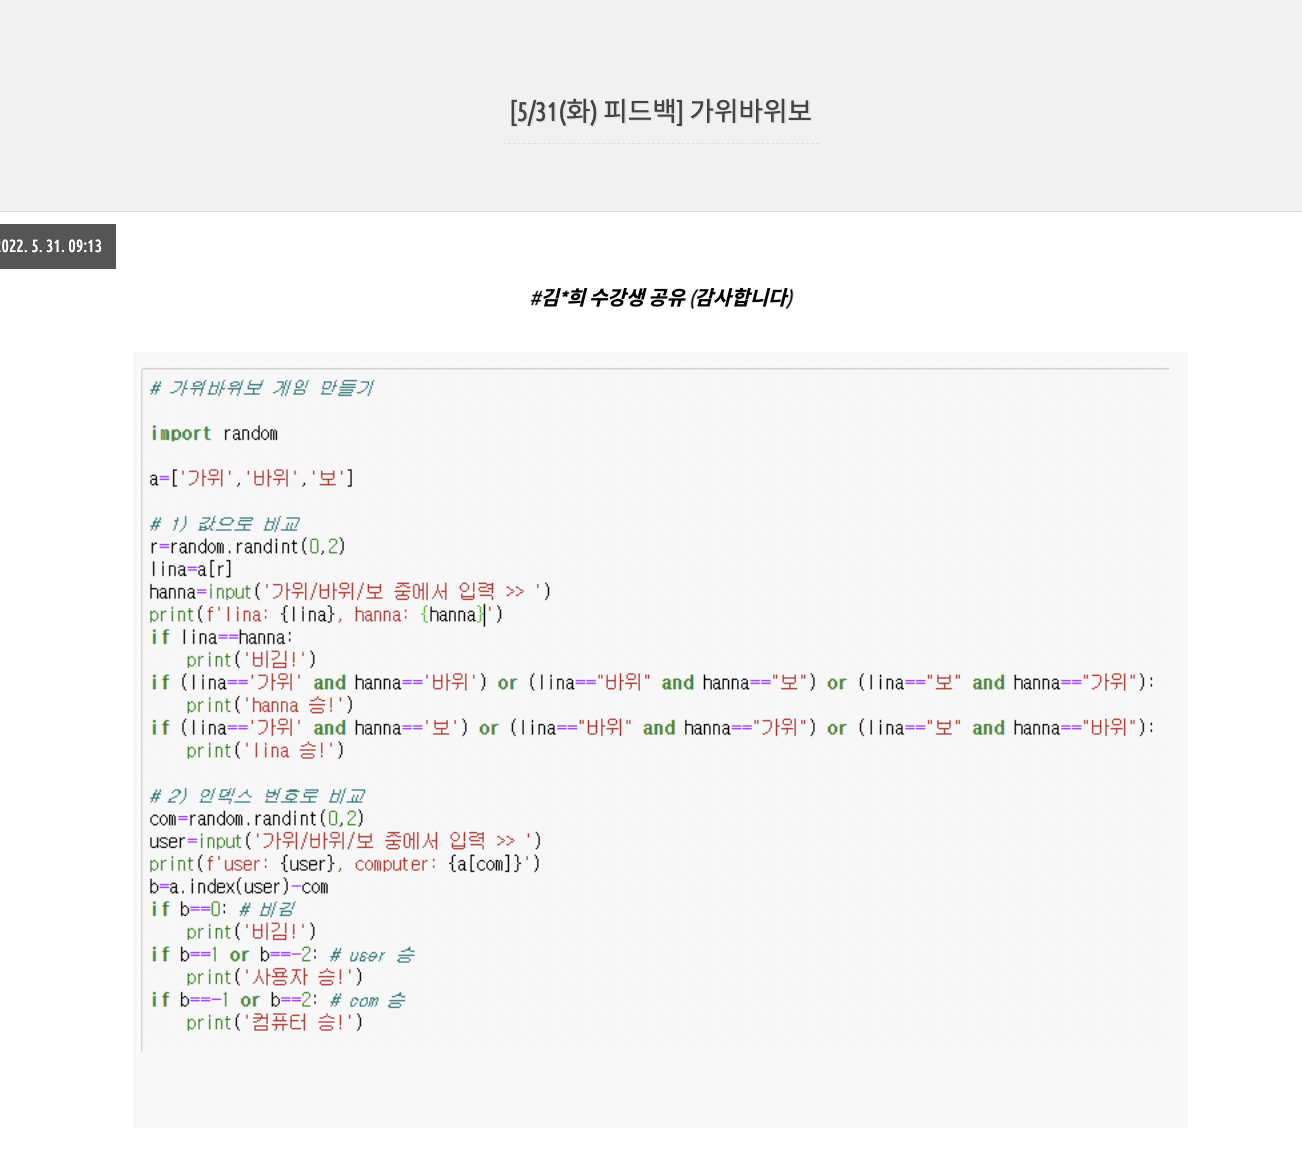 [5/31(화) 피드백] 가위바위보
2022. 5. 31. 09:13
#김*희 수강생 공유 (감사합니다)
# 가위바위보 게임 만들기
import random
a=['가위','바위','보']
# 1) 값으로 비교
r=random.randint(0,2)
lina=a[r]
hanna=input('가위/바위/보 중에서 입력 >> ')
print(f'lina: {lina}, hanna: {hanna}')
if lina==hanna:
    print('비김!')
if (lina=='가위' and hanna=='바위') or (lina=="바위" and hanna=="보") or (lina=="보" and hanna=="가위"):
    print('hanna 승!')
if (lina=='가위' and hanna=='보') or (lina=="바위" and hanna=="가위") or (lina=="보" and hanna=="바위"):
    print('lina 승!')
# 2) 인덱스 번호로 비교
com=random.randint(0,2)
user=input('가위/바위/보 중에서 입력 >> ')
print(f'user: {user}, computer: {a[com]}')
b=a.index(user)-com
if b==0: # 비김
    print('비김!')
if b==1 or b==-2: # user 승
    print('사용자 승!')
if b==-1 or b==2: # com 승
    print('컴퓨터 승!')